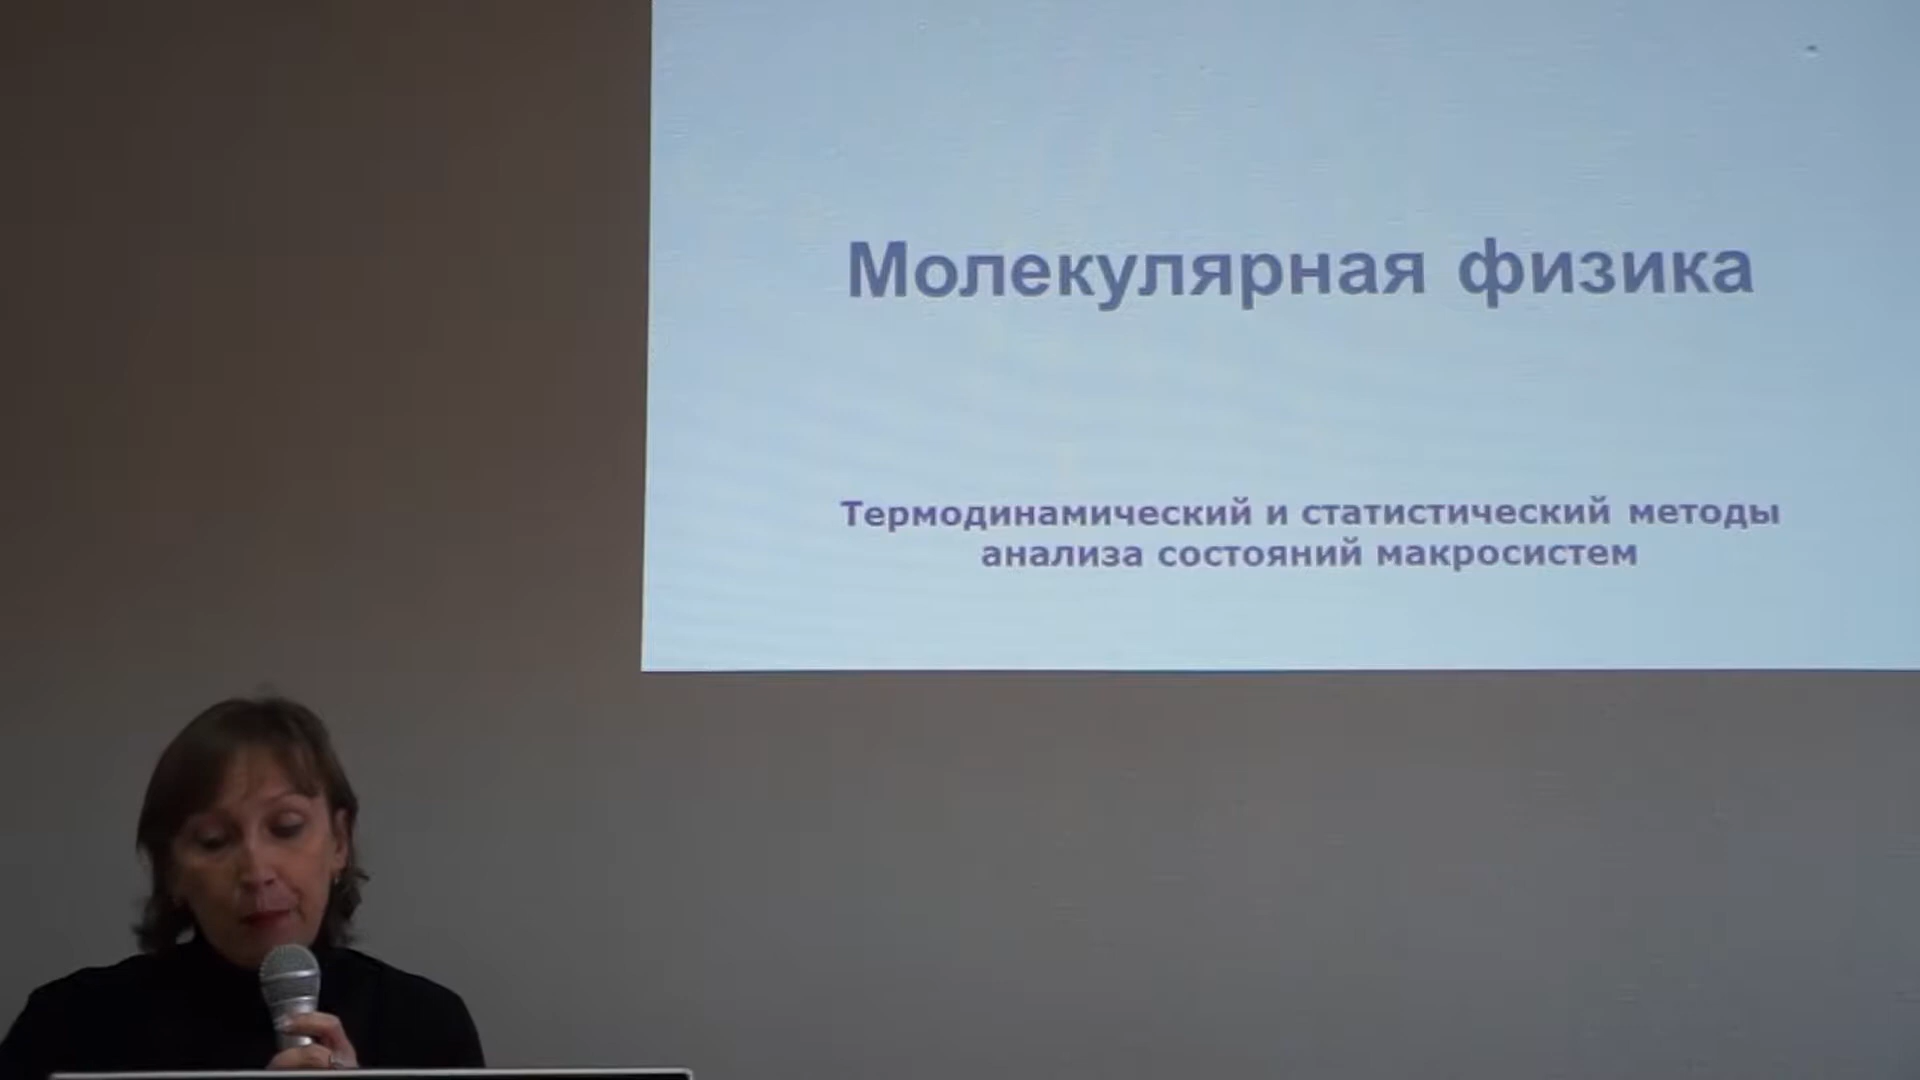 Молекулярная физика
Термодинамический и статистический методы
анализа состояний макросистем